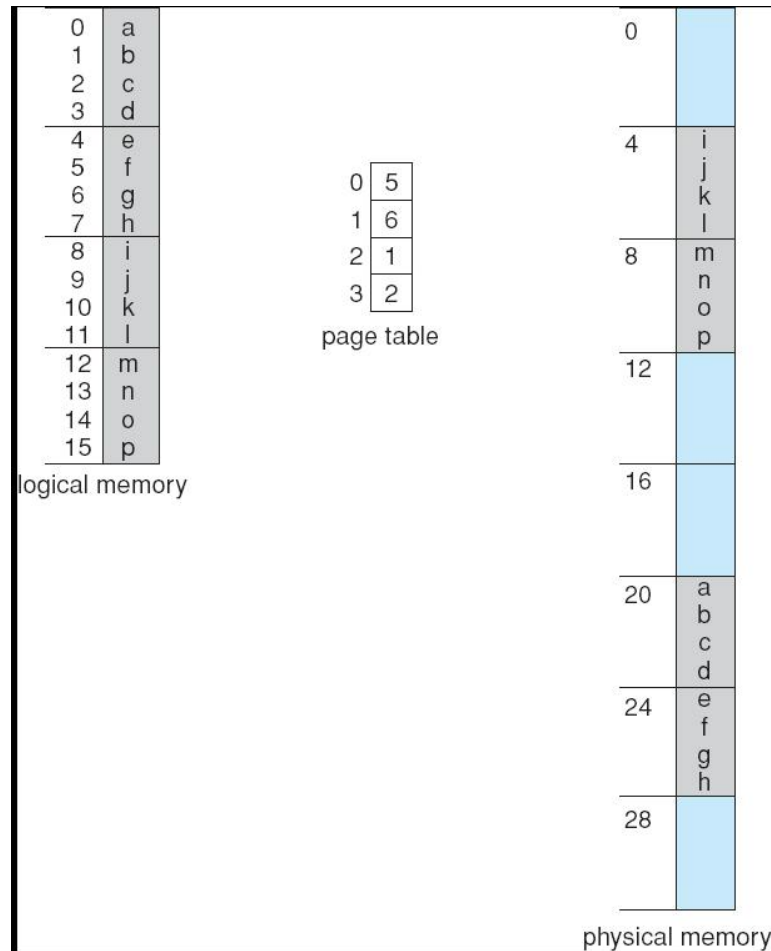 0 a
1 b
2 c
3 d
4 e
5 f
6 g
7 h
8 i
9 j
10 k
11 l
12 m
13 n
14 o
15 p
logical memory
0 5
1 6
2 1
3 2
page table
0
4 i
j
k
l
8 m
n
o
p
12
16
20 a
b
c
d
24 e
f
g
h
28
physical memory